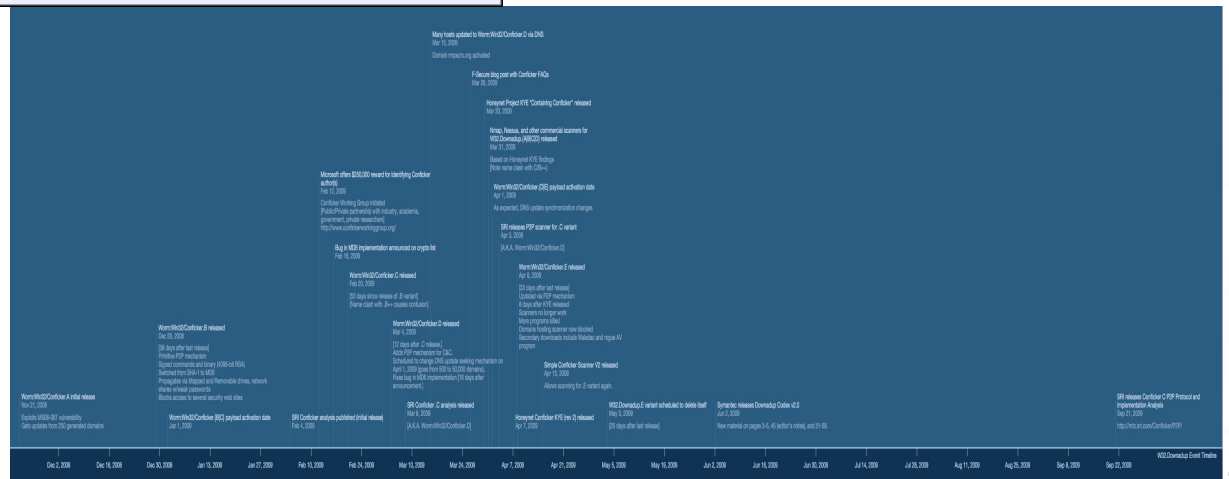 Many hosts updated to Worm:Win32/Conficker.D via DNS
Mar 15, 2009
F-Secure blog post with Conficker FAQs
Mar 26, 2009
Honeynet Project KYE "Containing Conficker" released
Mar 30, 2009
Nmap, Nessus, and other commercial scanners for
W32.Downadup.{A|B|C|D} released
Mar 31, 2009
Based on Honeynet KYE findings
[Note name clash with C/B++]
Microsoft offers $250,000 reward for identifying Conficker
author(s)
Feb 12, 2009
Conficker Working Group initiated
[Public/Private partnership with industry, academia,
government, private researchers]
http://www.confickerworkinggroup.org/
Worm:Win32/Conficker.{D|E} payload activation date
Apr 1, 2009
As expected, DNS update synchronization changes
SRI releases P2P scanner for .C variant
Apr 3, 2009
[A.K.A. Worm:Win32/Conficker.D]
Bug in MD6 implementation announced on crypto list
Worm:Win32/Conficker.C released
Feb 20, 2009
[53 days since release of .B variant]
[Name clash with .B++ causes confusion]
Worm:Win32/Conficker.E released
Apr 8, 2009
[33 days after last release]
Updated via P2P mechanism
8 days after KYE released
Scanners no longer work
More programs killed
Domains hosting scanner now blocked
Secondary downloads include Waledac and rogue AV
program
Worm:Win32/Conficker.B released
Dec 29, 2008
[38 days after last release]
Primitive P2P mechanism
Signed commands and binary (4096-bit RSA)
Switched from SHA-1 to MD6
Propagates via Mapped and Removable drives, network
shares w/weak passwords
Blocks access to several security web sites
Worm:Win32/Conficker.D released
Mar 4, 2009
[12 days after .C release.]
Adds P2P mechanism for C&C.
Scheduled to change DNS update seeking mechanism on
April 1, 2009 (goes from 500 to 50,000 domains).
Fixes bug in MD6 implementation [16 days after
announcement.]
Simple Conficker Scanner V2 released
Apr 15, 2009
Allows scanning for .E variant again.
Worm:Win32/Conficker.A initial release
Nov 21, 2008
Exploits MS08-067 vulnerability
Gets updates from 250 generated domains
Worm:Win32/Conficker.{B|C} payload activation date
Jan 1, 2009
SRI Conficker analysis published (initial release)
Feb 4, 2009
SRI Conficker .C analysis released
Mar 8, 2009
[A.K.A. Worm:Win32/Conficker.D]
Honeynet Conficker KYE (rev 2) released
Apr 7, 2009
W32.Downadup.E variant scheduled to delete itself
May 3, 2009
[25 days after last release]
Symantec releases Downadup Codex v2.0
Jun 2, 2009
New material on pages 3-5, 45 (editor's notes), and 51-56.
SRI releases Conficker C P2P Protocol and
Implementation Analysis
Sep 21, 2009
http://mtc.sri.com/Conficker/P2P/
W32.Downadup Event Timeline
Dec 2, 2008
Dec 16, 2008
Dec 30, 2008
Jan 13, 2009
Jan 27, 2009
Feb 10, 2009
Feb 24, 2009
Mar 10, 2009
Mar 24, 2009
Apr 7, 2009
Apr 21, 2009
May 5, 2009
May 19, 2009
Jun 2, 2009
Jun 16, 2009
Jun 30, 2009
Jul 14, 2009
Jul 28, 2009
Aug 11, 2009
Aug 25, 2009
Sep 8, 2009
Sep 22, 2009